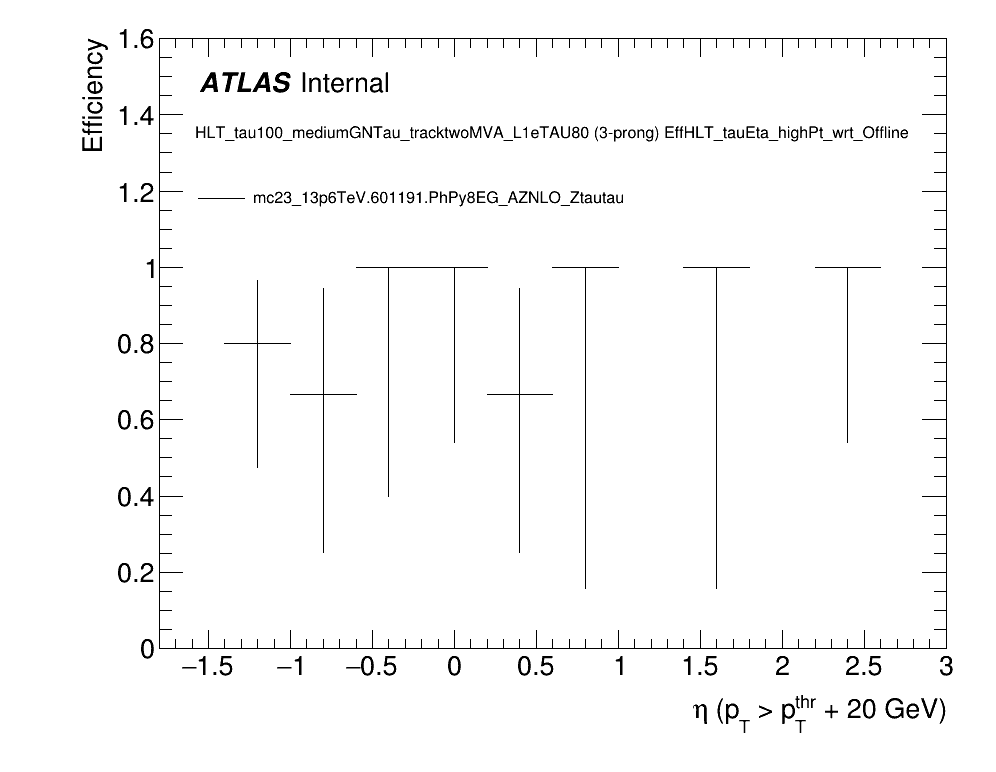 1.6
Efficiency
ATLAS Internal
1.4
HLT_tau100_mediumGNTau_tracktwoMVA_L1eTAU80 (3-prong) EffHLT_tauEta_highPt_wrt_Offline
1.2
mc23_13p6TeV.601191.PhPy8EG_AZNLO_Ztautau
1
0.8
0.6
0.4
0.2
0
−1.5 −1 −0.5 0 0.5 1 1.5 2 2.5 3
η (p_T > p_T^thr + 20 GeV)